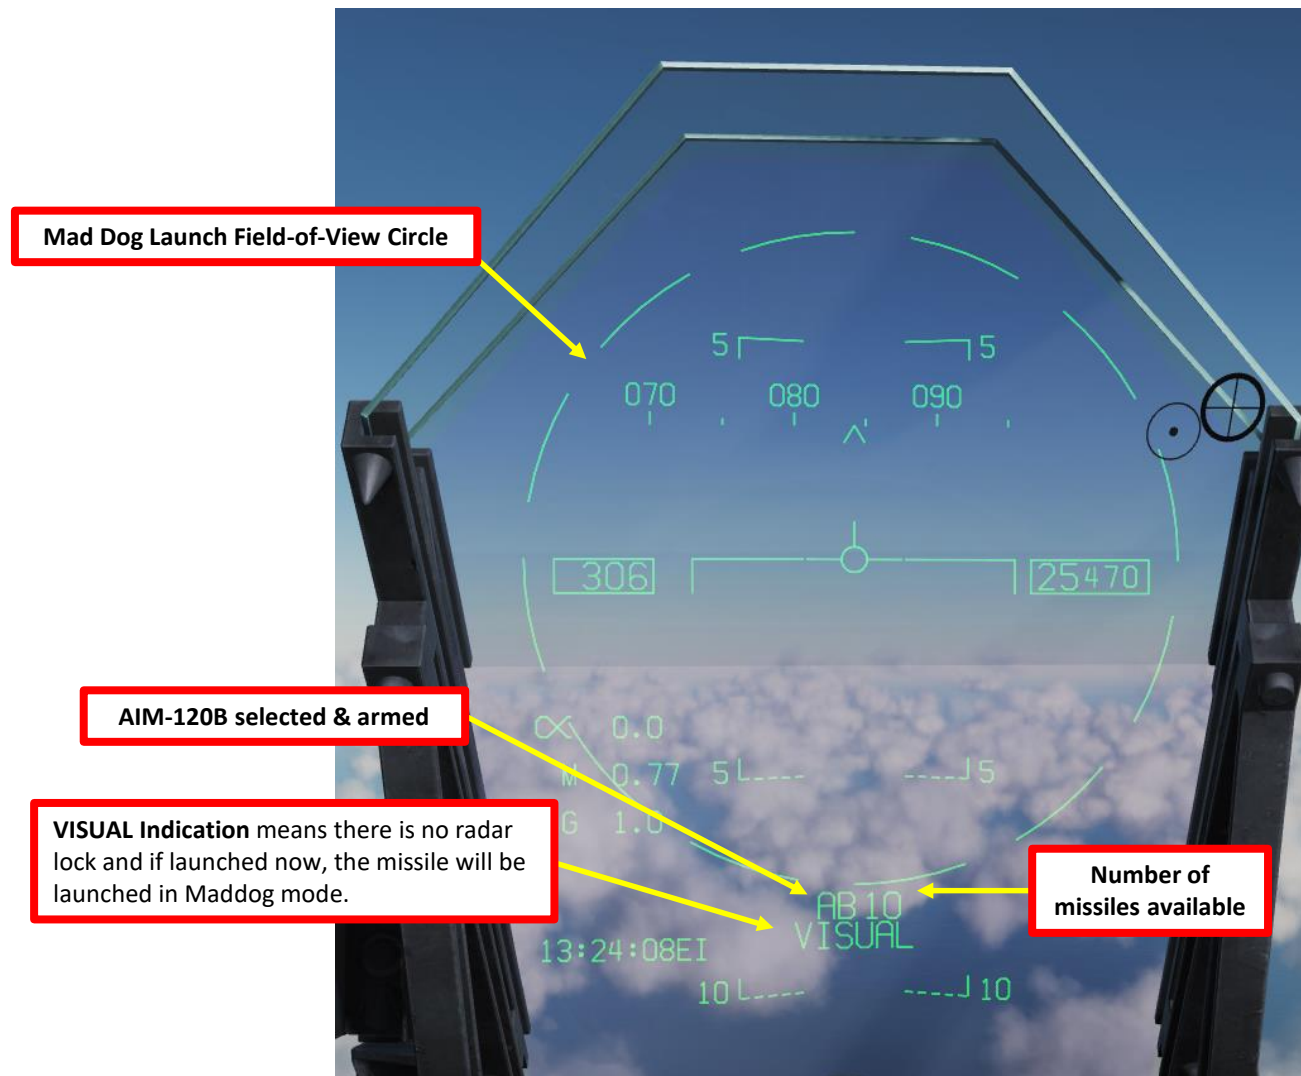 Mad Dog Launch Field-of-View Circle
5 5
070 080 090
306 25470
AIM-120B selected & armed
α 0.0
M 0.77 5 5
G 1.0
VISUAL Indication means there is no radar
lock and if launched now, the missile will be
launched in Maddog mode.
Number of
missiles available
AB10
VISUAL
13:24:08EI
10 10